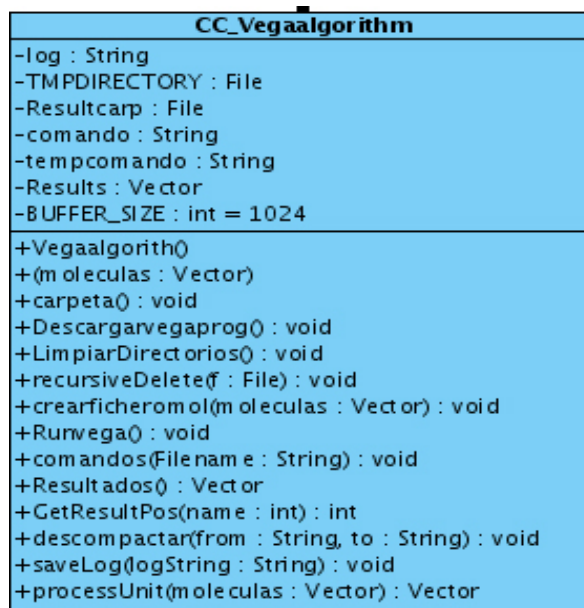 CC_Vegaalgorithm
-log : String
-TMPDIRECTORY : File
-Resultcarp : File
-comando : String
-tempcomando : String
-Results : Vector
-BUFFER_SIZE : int = 1024
+Vegaalgorith()
+(moleculas : Vector)
+carpeta() : void
+Descargarvegaprog() : void
+LimpiarDirectorios() : void
+recursiveDelete(f : File) : void
+crearficheromol(moleculas : Vector) : void
+Runvega() : void
+comandos(Filename : String) : void
+Resultados() : Vector
+GetResultPos(name : int) : int
+descompactar(from : String, to : String) : void
+saveLog(logString : String) : void
+processUnit(moleculas : Vector) : Vector